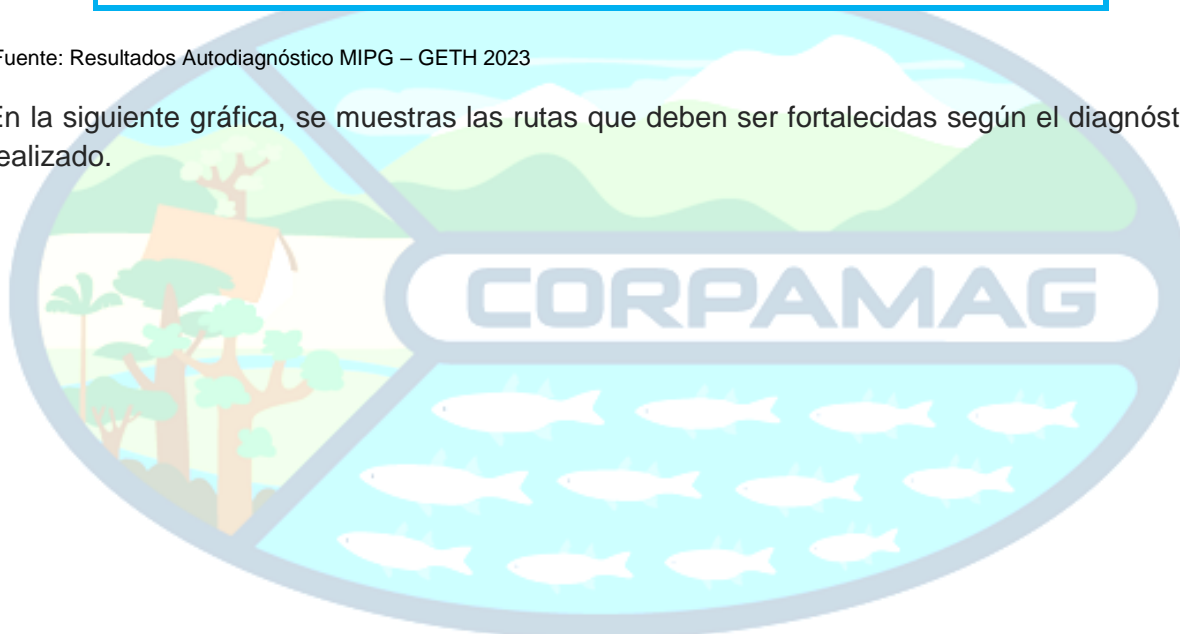 Fuente: Resultados Autodiagnóstico MIPG – GETH 2023
En la siguiente gráfica, se muestras las rutas que deben ser fortalecidas según el diagnóst
realizado.
CORPAMAG